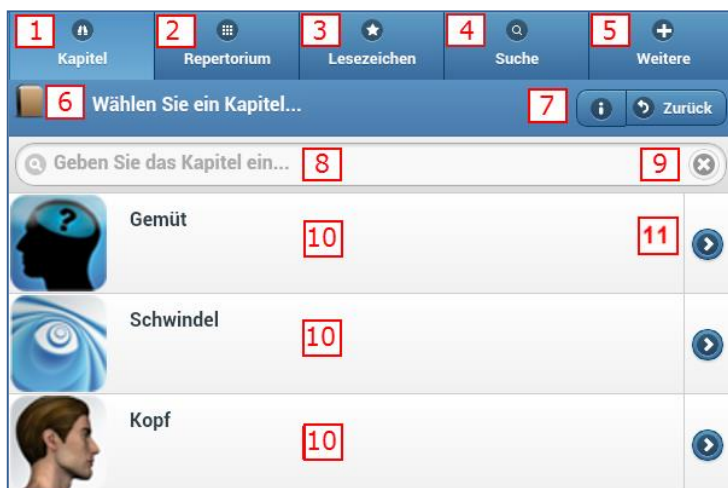 1 2 3 4 5
Kapitel Repertorium Lesezeichen Suche Weitere
6 Wählen Sie ein Kapitel... 7 i Zurück
Geben Sie das Kapitel ein... 8 9
?
Gemüt 10 11
Schwindel 10
Kopf 10